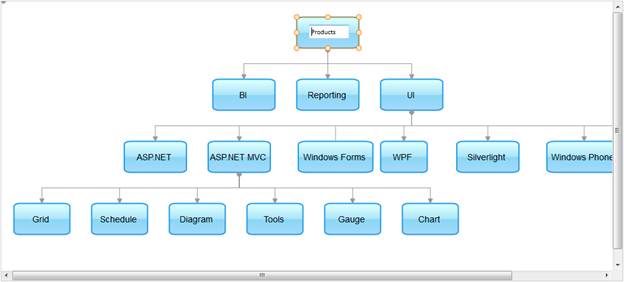 Products
BI
Reporting
UI
ASP.NET
ASP.NET MVC
Windows Forms
WPF
Silverlight
Windows Phone
Grid
Schedule
Diagram
Tools
Gauge
Chart